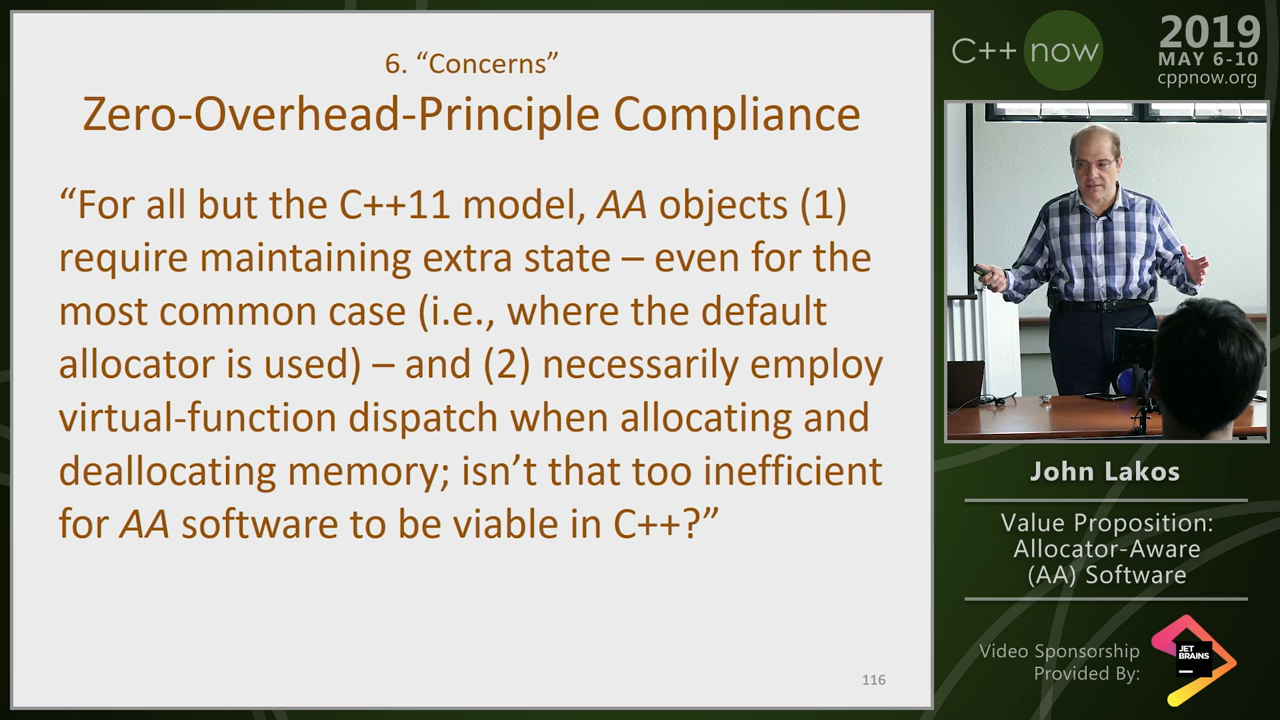 6. “Concerns”
Zero-Overhead-Principle Compliance
“For all but the C++11 model, AA objects (1)
require maintaining extra state – even for the
most common case (i.e., where the default
allocator is used) – and (2) necessarily employ
virtual-function dispatch when allocating and
deallocating memory; isn’t that too inefficient
for AA software to be viable in C++?”
116
C++ now
2019
MAY 6-10
cppnow.org
John Lakos
Value Proposition:
Allocator-Aware
(AA) Software
Video Sponsorship
Provided By:
JET
BRAINS